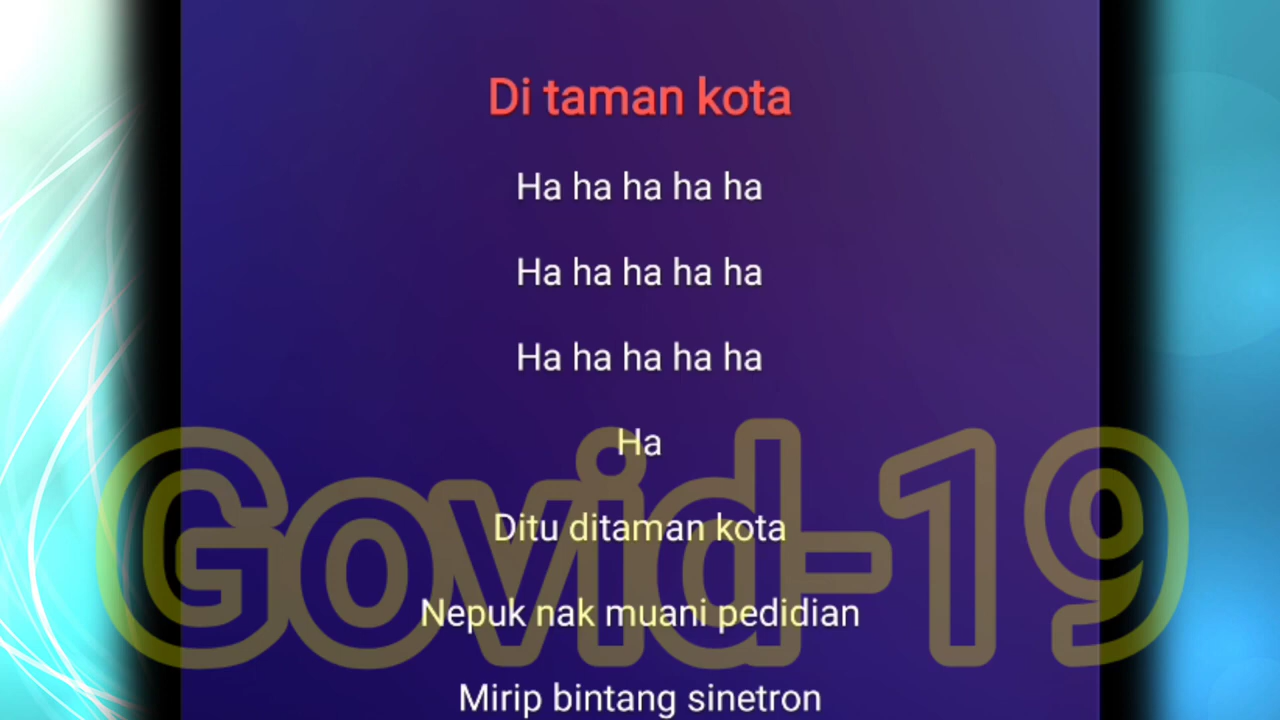 Di taman kota
Ha ha ha ha ha
Ha ha ha ha ha
Ha ha ha ha ha
Ha
Ditu ditaman kota
Nepuk nak muani pedidian
Mirip bintang sinetron
Govid-19